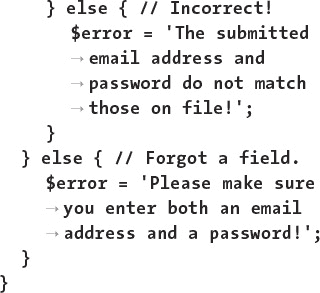 } else { // Incorrect!
$error = 'The submitted
→ email address and
→ password do not match
→ those on file!';
}
} else { // Forgot a field.
$error = 'Please make sure
→ you enter both an email
→ address and a password!';
}
}